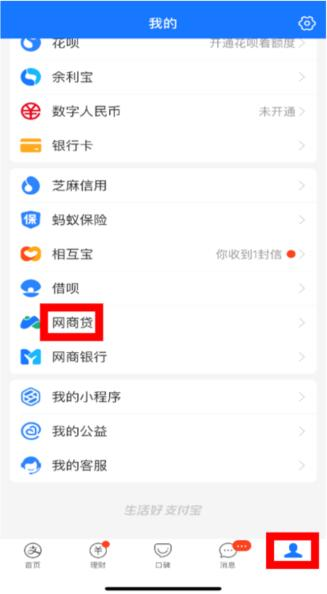 我的
花呗
开通花呗看额度
余利宝
数字人民币
未开通
银行卡
芝麻信用
保
蚂蚁保险
相互宝
你收到1封信
借呗
网商贷
网商银行
我的小程序
我的公益
我的客服
生活好 支付宝
首页
理财
口碑
消息